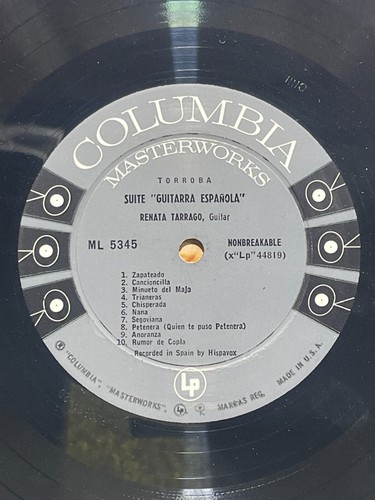 COLUMBIA
MASTERWORKS
TORROBA
SUITE "GUITARRA ESPAÑOLA"
RENATA TARRAGO, Guitar
ML 5345
NONBREAKABLE
(x"Lp"44819)
1. Zapateado
2. Cancioncilla
3. Minueto del Majo
4. Trianeras
5. Chisperada
6. Nana
7. Segoviana
8. Petenera (Quien te puso Petenera)
9. Anoranza
10. Rumor de Copla
Recorded in Spain by Hispavox
Lp
"COLUMBIA", "MASTERWORKS", MARCAS REG. MADE IN U.S.A.